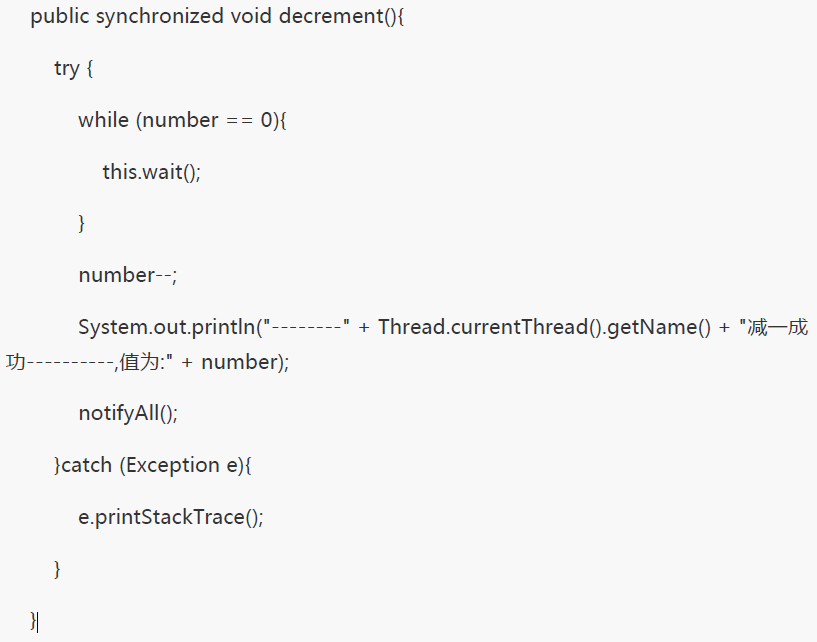 public synchronized void decrement(){
try {
while (number == 0){
this.wait();
}
number--;
System.out.println("--------" + Thread.currentThread().getName() + "减一成
功----------,值为:" + number);
notifyAll();
}catch (Exception e){
e.printStackTrace();
}
}